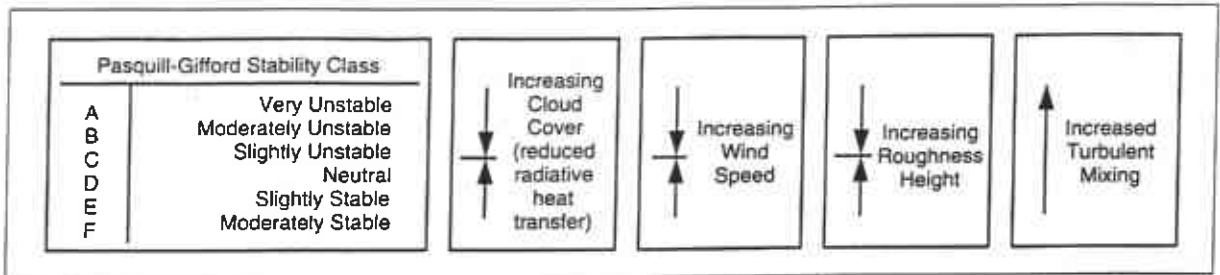 Pasquill-Gifford Stability Class
A Very Unstable
B Moderately Unstable
C Slightly Unstable
D Neutral
E Slightly Stable
F Moderately Stable
Increasing
Cloud
Cover
(reduced
radiative
heat
transfer)
Increasing
Wind
Speed
Increasing
Roughness
Height
Increased
Turbulent
Mixing